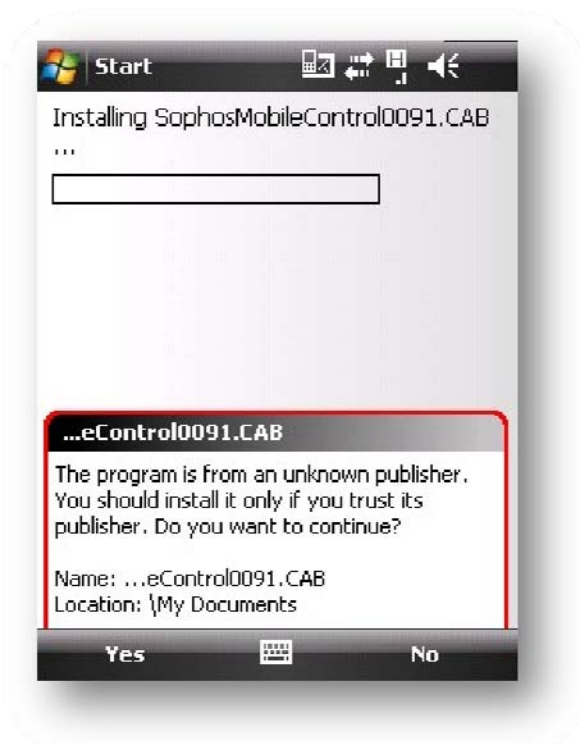 Start
Installing SophosMobileControl0091.CAB
...
...eControl0091.CAB
The program is from an unknown publisher.
You should install it only if you trust its
publisher. Do you want to continue?
Name: ...eControl0091.CAB
Location: \My Documents
Yes No